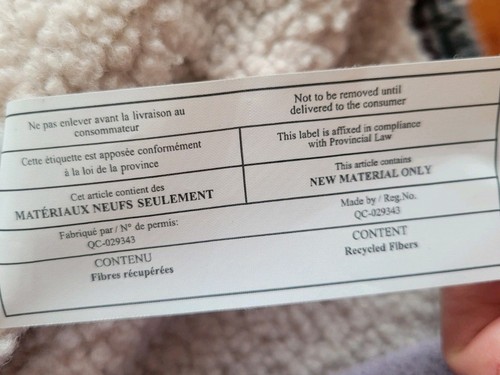 Ne pas enlever avant la livraison au
consommateur
Not to be removed until
delivered to the consumer
Cette étiquette est apposée conformément
à la loi de la province
This label is affixed in compliance
with Provincial Law
Cet article contient des
MATÉRIAUX NEUFS SEULEMENT
This article contains
NEW MATERIAL ONLY
Fabriqué par / N° de permis:
QC-029343
Made by / Reg.No.
QC-029343
CONTENU
Fibres récupérées
CONTENT
Recycled Fibers